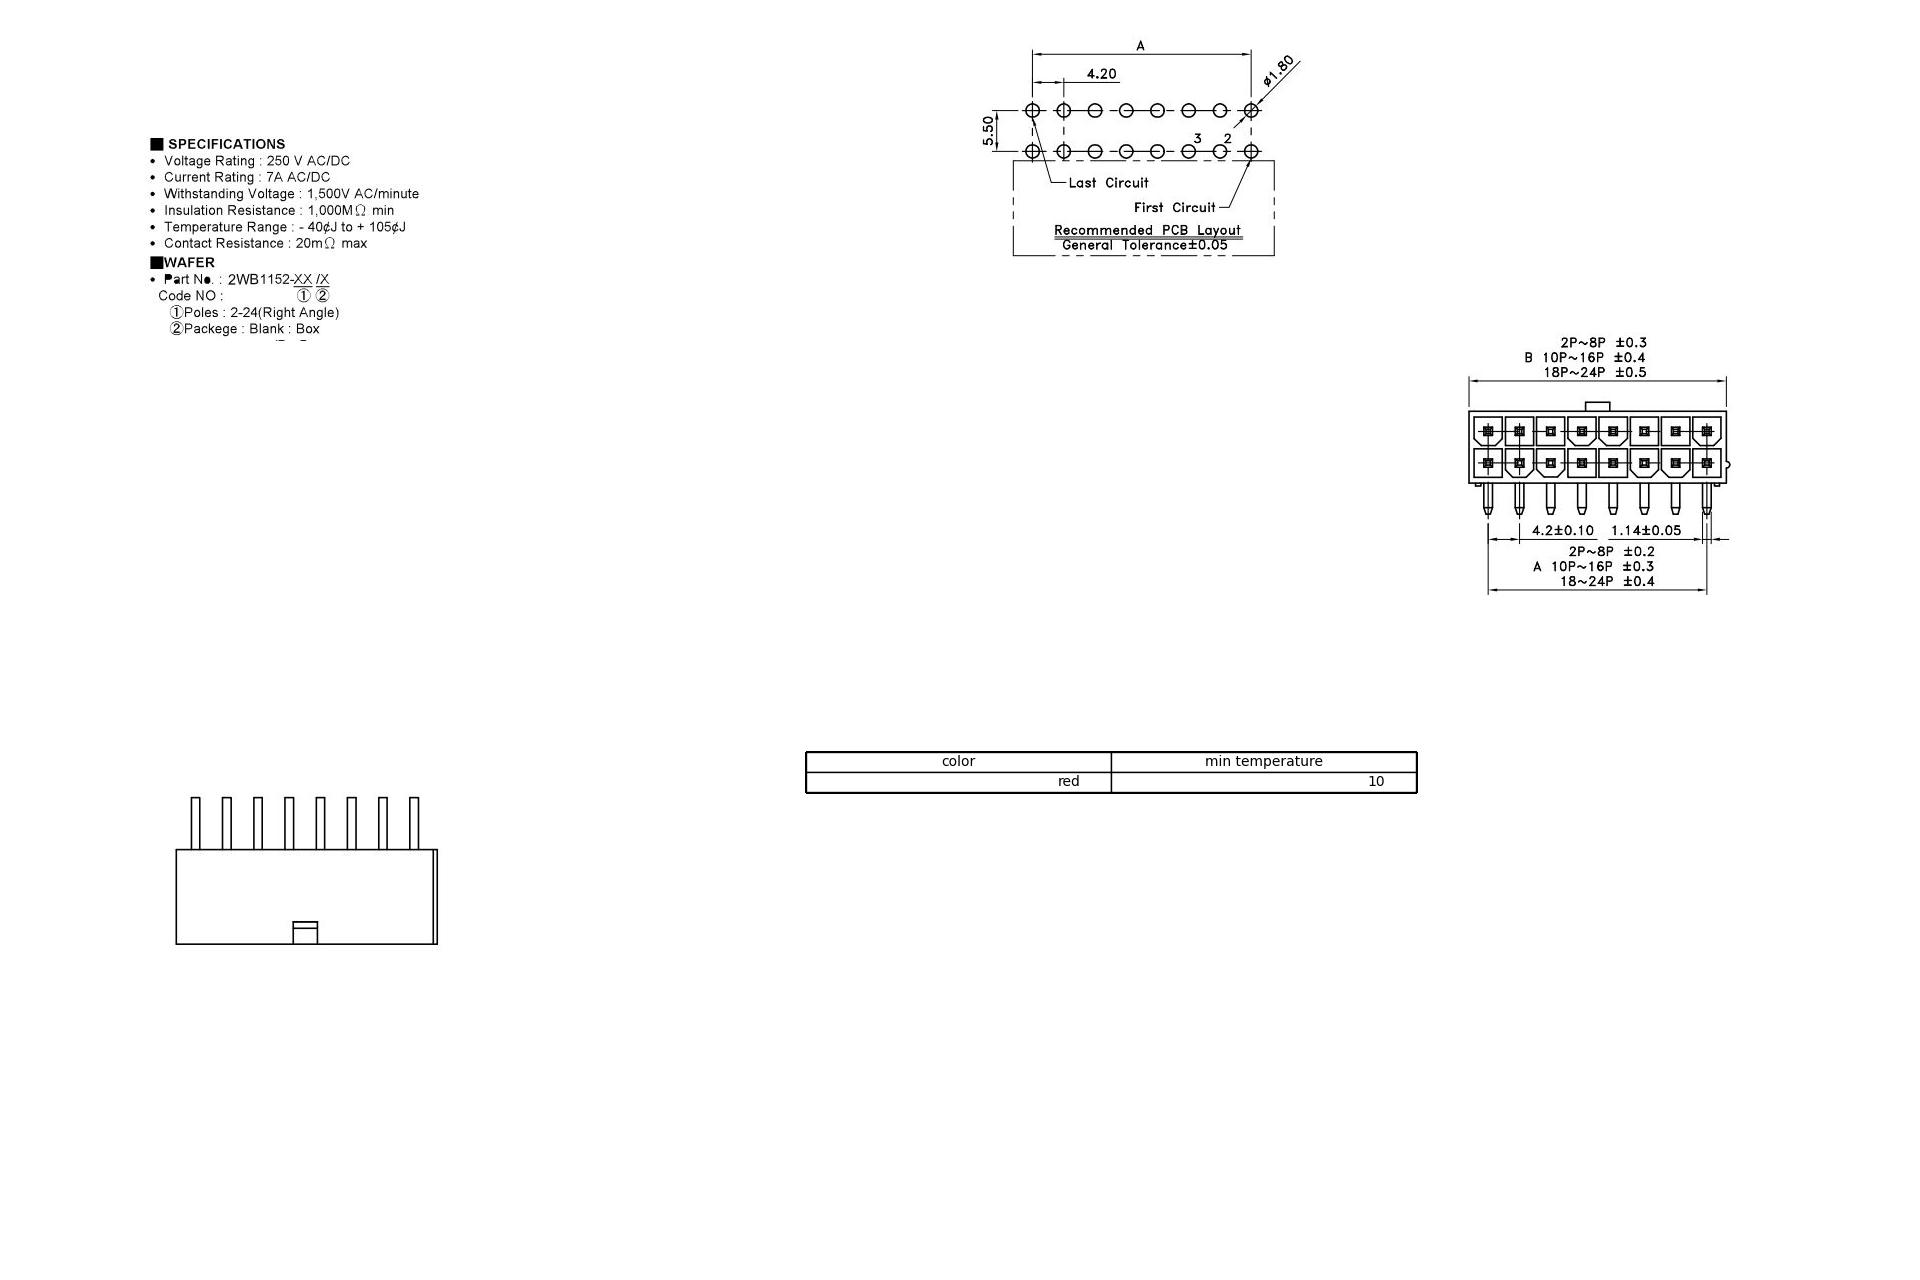 A
4.20
ø1.80
5.50
3 2
Last Circuit
First Circuit
Recommended PCB Layout
General Tolerance±0.05
■ SPECIFICATIONS
• Voltage Rating : 250 V AC/DC
• Current Rating : 7A AC/DC
• Withstanding Voltage : 1,500V AC/minute
• Insulation Resistance : 1,000MΩ min
• Temperature Range : - 40¢J to + 105¢J
• Contact Resistance : 20mΩ max
■WAFER
• Part No. : 2WB1152-XX /X
Code NO : ① ②
①Poles : 2-24(Right Angle)
②Packege : Blank : Box
2P~8P ±0.3
B 10P~16P ±0.4
18P~24P ±0.5
4.2±0.10 1.14±0.05
2P~8P ±0.2
A 10P~16P ±0.3
18~24P ±0.4
color min temperature
red 10